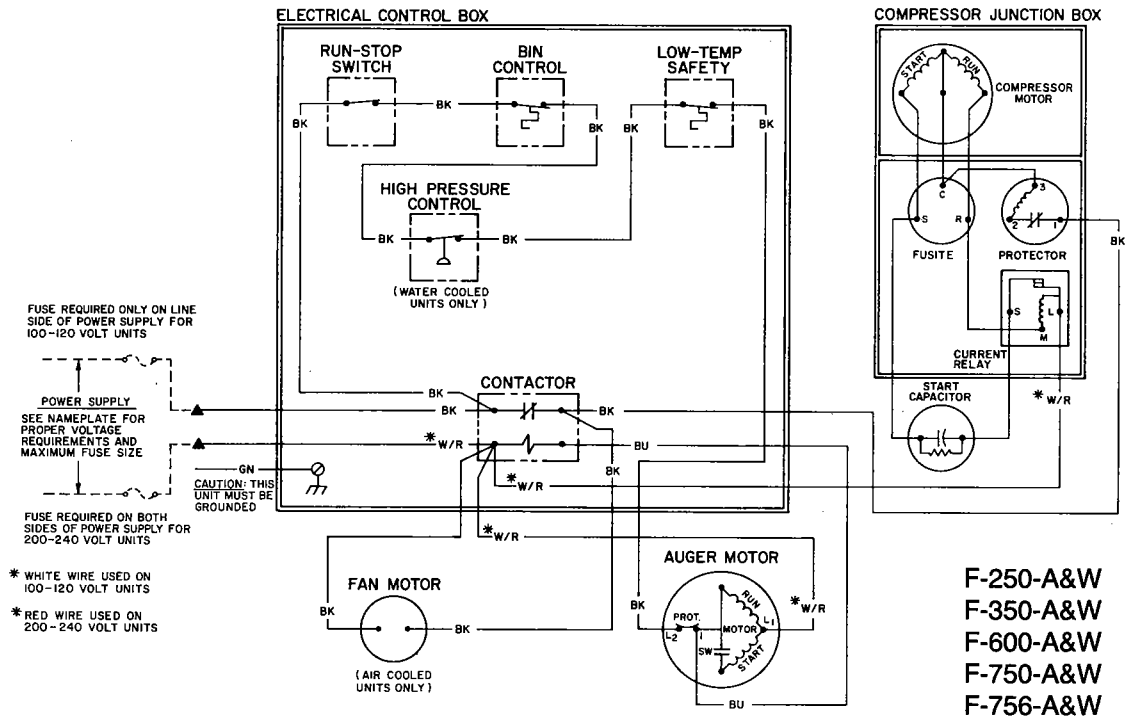 ELECTRICAL CONTROL BOX
COMPRESSOR JUNCTION BOX
RUN-STOP
SWITCH
BIN
CONTROL
LOW-TEMP
SAFETY
START
RUN
COMPRESSOR
MOTOR
BK
BK
BK
BK
BK
HIGH PRESSURE
CONTROL
BK
BK
(WATER COOLED
UNITS ONLY)
C
S
R
FUSITE
3
2
1
PROTECTOR
BK
S
L
M
CURRENT
RELAY
START
CAPACITOR
* W/R
FUSE REQUIRED ONLY ON LINE
SIDE OF POWER SUPPLY FOR
100-120 VOLT UNITS
POWER SUPPLY
SEE NAMEPLATE FOR
PROPER VOLTAGE
REQUIREMENTS AND
MAXIMUM FUSE SIZE
FUSE REQUIRED ON BOTH
SIDES OF POWER SUPPLY FOR
200-240 VOLT UNITS
* WHITE WIRE USED ON
100-120 VOLT UNITS
* RED WIRE USED ON
200-240 VOLT UNITS
CONTACTOR
BK
BK
BK
* W/R
BU
BK
* W/R
GN
CAUTION: THIS
UNIT MUST BE
GROUNDED
* W/R
FAN MOTOR
BK
BK
(AIR COOLED
UNITS ONLY)
AUGER MOTOR
BK
PROT.
L2
1
MOTOR
L1
SW
RUN
START
* W/R
BU
F-250-A&W
F-350-A&W
F-600-A&W
F-750-A&W
F-756-A&W